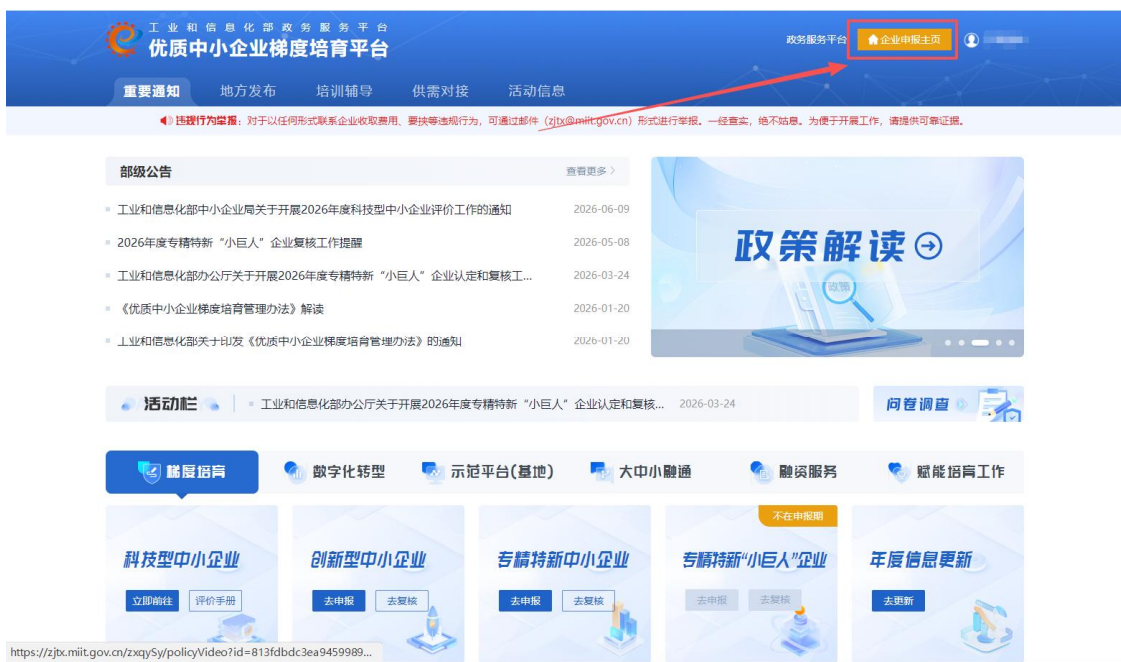 工业和信息化部政务服务平台
优质中小企业梯度培育平台
政务服务平台
企业申报主页
重要通知 地方发布 培训辅导 供需对接 活动信息
违规行为举报：对于以任何形式联系企业收取费用、要挟等违规行为，可通过邮件（zjtx@miit.gov.cn）形式进行举报。一经查实，绝不姑息。为便于开展工作，请提供可靠证据。
部级公告 查看更多
工业和信息化部中小企业局关于开展2026年度科技型中小企业评价工作的通知 2026-06-09
2026年度专精特新“小巨人”企业复核工作提醒 2026-05-08
工业和信息化部办公厅关于开展2026年度专精特新“小巨人”企业认定和复核工... 2026-03-24
《优质中小企业梯度培育管理办法》解读 2026-01-20
工业和信息化部关于印发《优质中小企业梯度培育管理办法》的通知 2026-01-20
政策解读
政策
活动栏 工业和信息化部办公厅关于开展2026年度专精特新“小巨人”企业认定和复核... 2026-03-24
问卷调查
梯度培育 数字化转型 示范平台(基地) 大中小融通 融资服务 赋能培育工作
不在申报期
科技型中小企业 创新型中小企业 专精特新中小企业 专精特新“小巨人”企业 年度信息更新
立即前往 评价手册 去申报 去复核 去申报 去复核 去申报 去复核 去更新
https://zjtx.miit.gov.cn/zxqySy/policyVideo?id=813fdbdc3ea9459989...